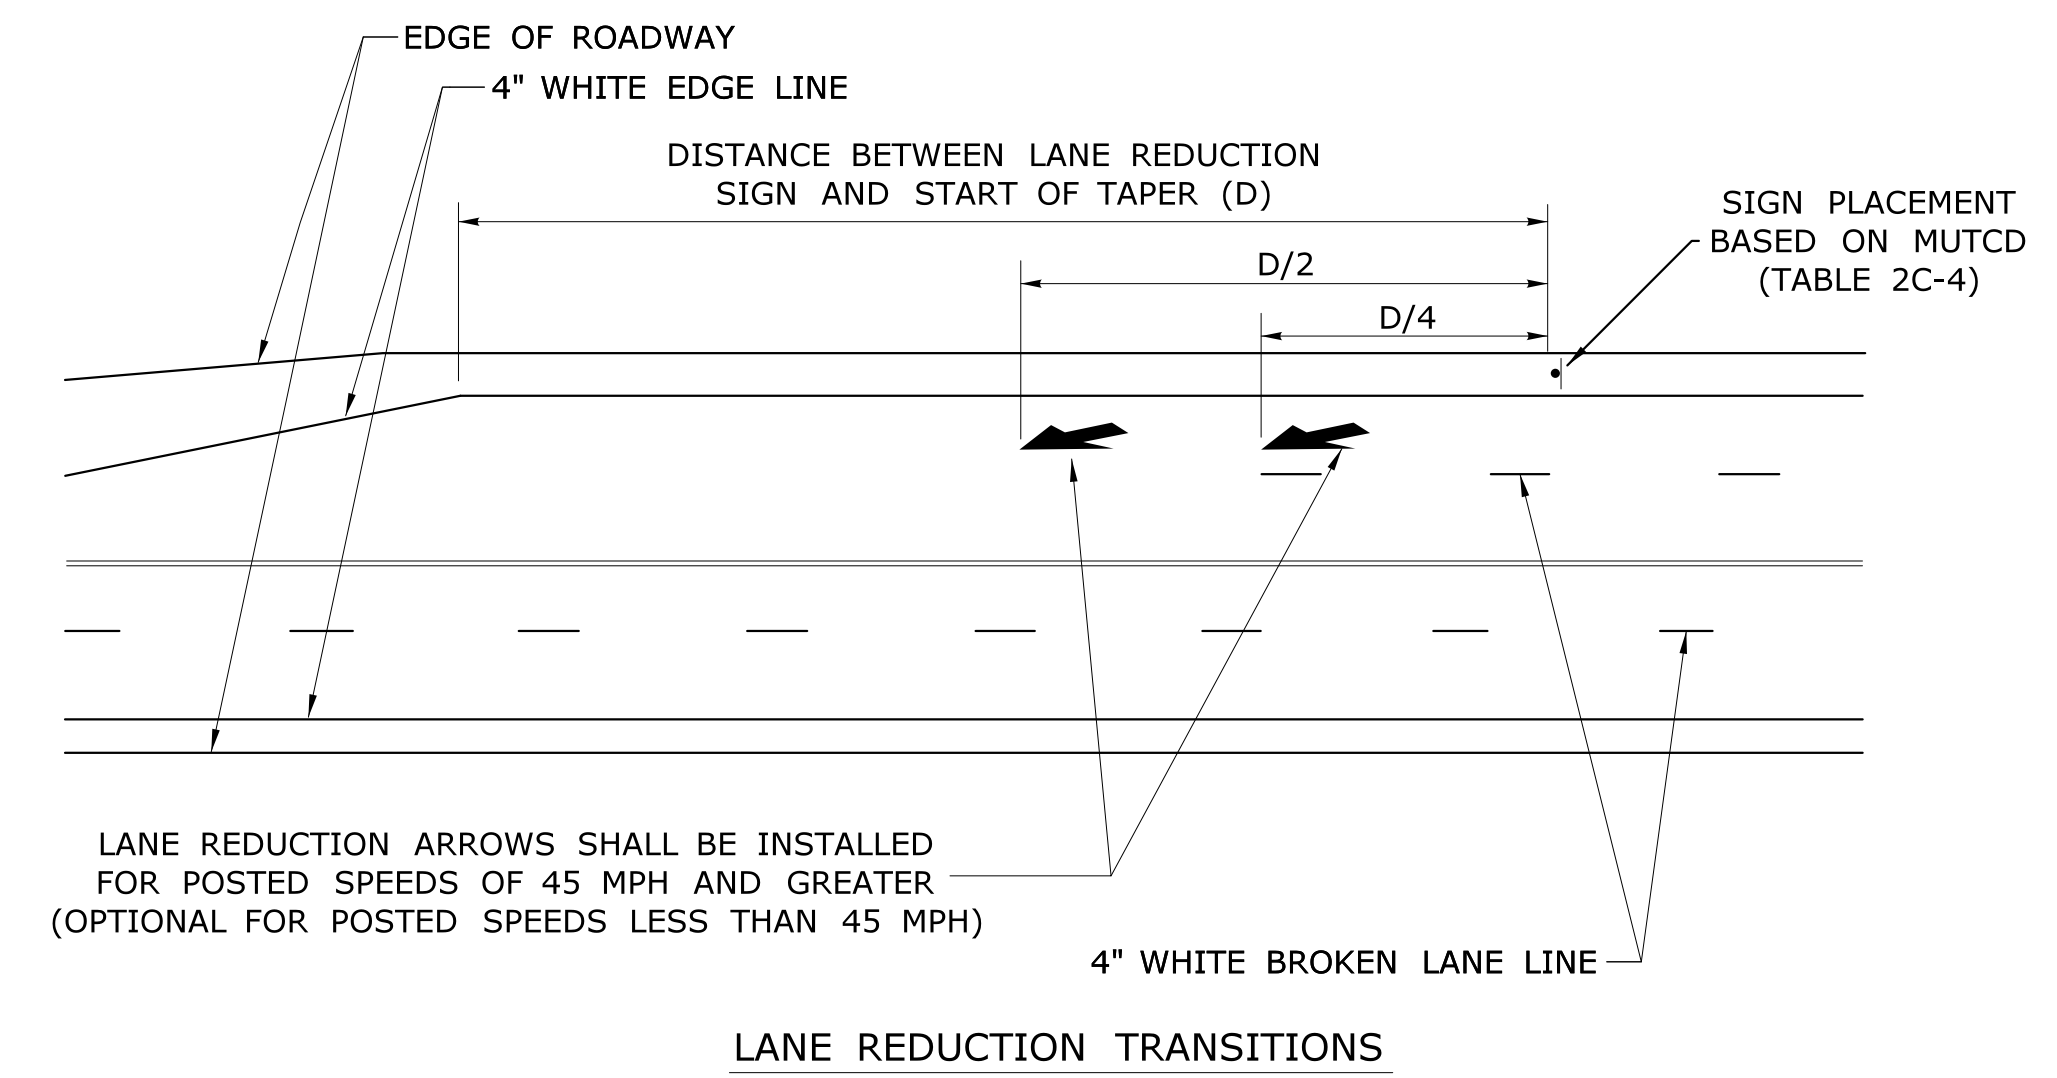 EDGE OF ROADWAY
4" WHITE EDGE LINE
DISTANCE BETWEEN LANE REDUCTION
SIGN AND START OF TAPER (D)
SIGN PLACEMENT
BASED ON MUTCD
(TABLE 2C-4)
D/2
D/4
LANE REDUCTION ARROWS SHALL BE INSTALLED
FOR POSTED SPEEDS OF 45 MPH AND GREATER
(OPTIONAL FOR POSTED SPEEDS LESS THAN 45 MPH)
4" WHITE BROKEN LANE LINE
LANE REDUCTION TRANSITIONS